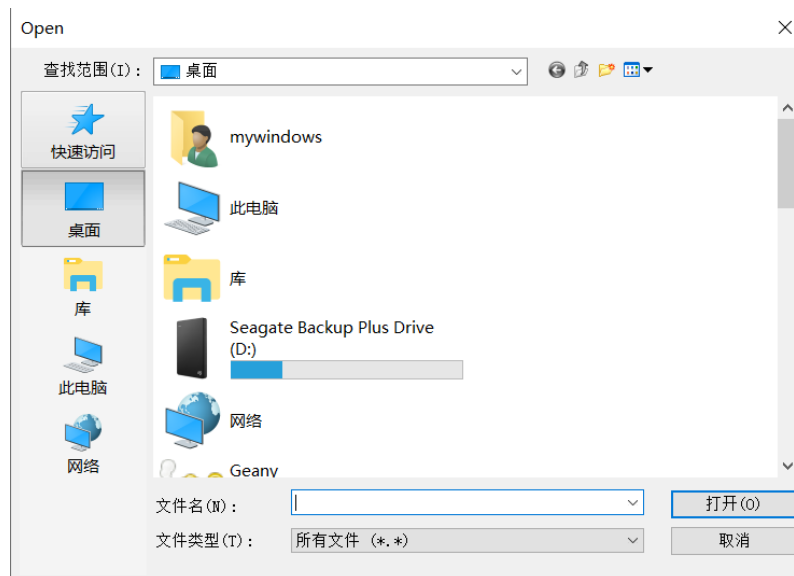 Open
查找范围(I):
桌面
快速访问
桌面
库
此电脑
网络
mywindows
此电脑
库
Seagate Backup Plus Drive
(D:)
网络
Geany
文件名(N):
打开(O)
文件类型(T):
所有文件 (*.*)
取消